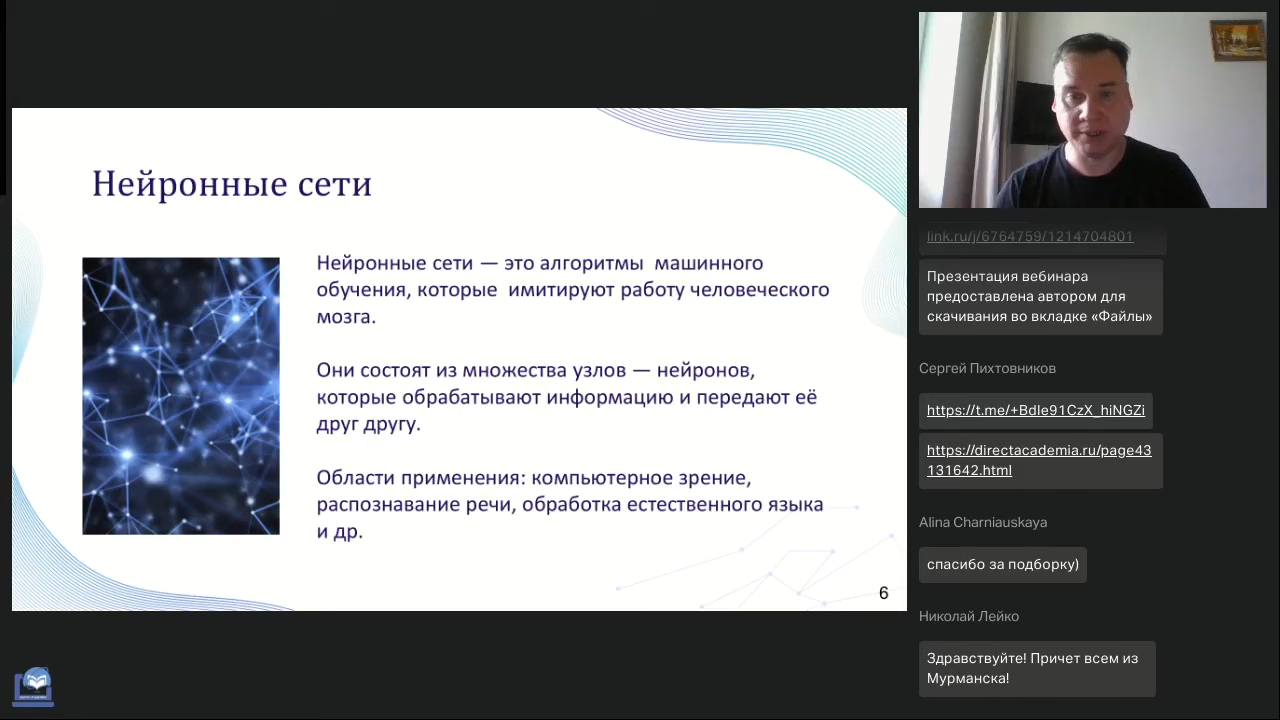 Нейронные сети
Нейронные сети — это алгоритмы машинного
обучения, которые имитируют работу человеческого
мозга.
Они состоят из множества узлов — нейронов,
которые обрабатывают информацию и передают её
друг другу.
Области применения: компьютерное зрение,
распознавание речи, обработка естественного языка
и др.
6
link.ru/j/6764759/1214704801
Презентация вебинара
предоставлена автором для
скачивания во вкладке «Файлы»
Сергей Пихтовников
https://t.me/+BdIe91CzX_hiNGZi
https://directacademia.ru/page43
131642.html
Alina Charniauskaya
спасибо за подборку)
Николай Лейко
Здравствуйте! Причет всем из
Мурманска!